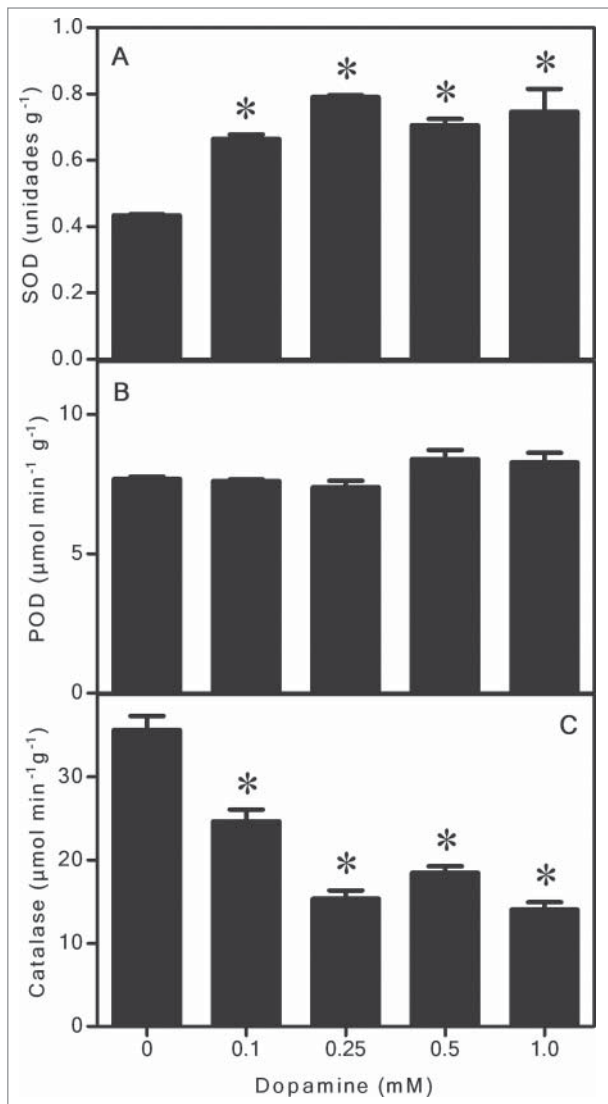 A
SOD (unidades g⁻¹)
1.0
0.8
0.6
0.4
0.2
0.0
* * * *
B
POD (µmol min⁻¹ g⁻¹)
10
5
0
C
Catalase (µmol min⁻¹g⁻¹)
30
20
10
0
* * * *
0 0.1 0.25 0.5 1.0
Dopamine (mM)